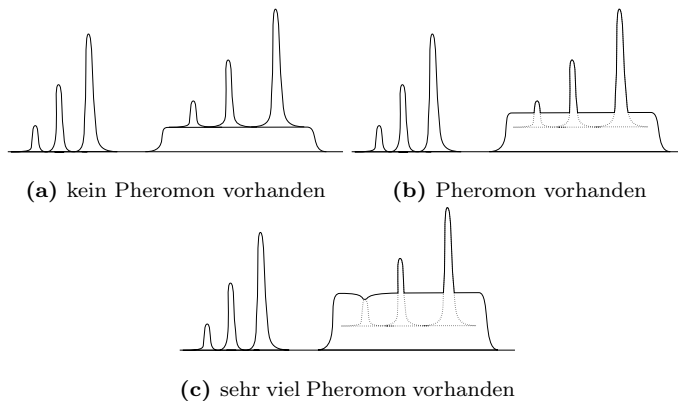 (a) kein Pheromon vorhanden
(b) Pheromon vorhanden
(c) sehr viel Pheromon vorhanden